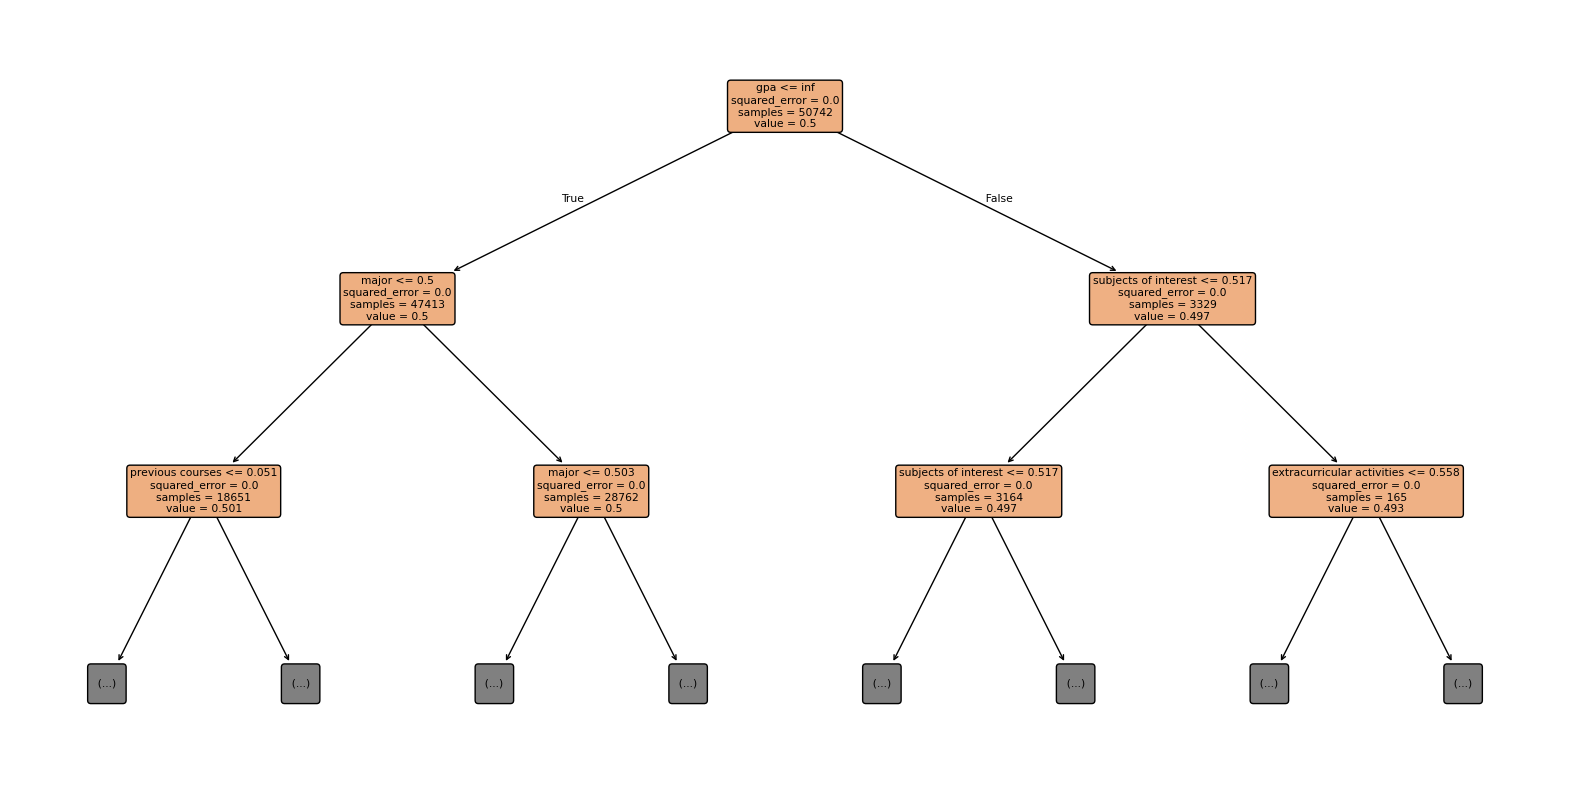 gpa <= inf
squared_error = 0.0
samples = 50742
value = 0.5
True
False
major <= 0.5
squared_error = 0.0
samples = 47413
value = 0.5
subjects of interest <= 0.517
squared_error = 0.0
samples = 3329
value = 0.497
previous courses <= 0.051
squared_error = 0.0
samples = 18651
value = 0.501
major <= 0.503
squared_error = 0.0
samples = 28762
value = 0.5
subjects of interest <= 0.517
squared_error = 0.0
samples = 3164
value = 0.497
extracurricular activities <= 0.558
squared_error = 0.0
samples = 165
value = 0.493
(...)
(...)
(...)
(...)
(...)
(...)
(...)
(...)